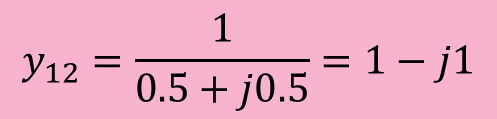 y₁₂ = 1 / (0.5 + j0.5) = 1 − j1